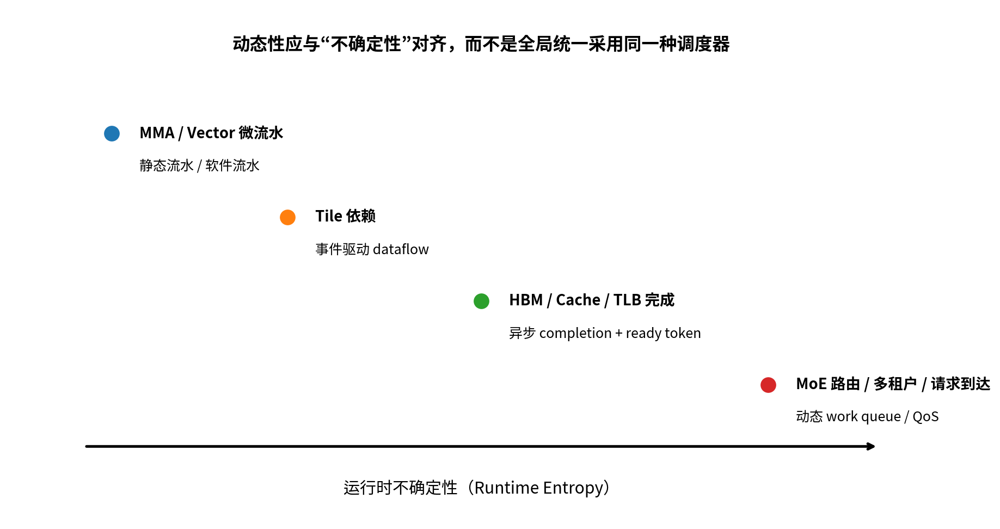 动态性应与“不确定性”对齐，而不是全局统一采用同一种调度器
MMA / Vector 微流水
静态流水 / 软件流水
Tile 依赖
事件驱动 dataflow
HBM / Cache / TLB 完成
异步 completion + ready token
MoE 路由 / 多租户 / 请求到达
动态 work queue / QoS
运行时不确定性（Runtime Entropy）